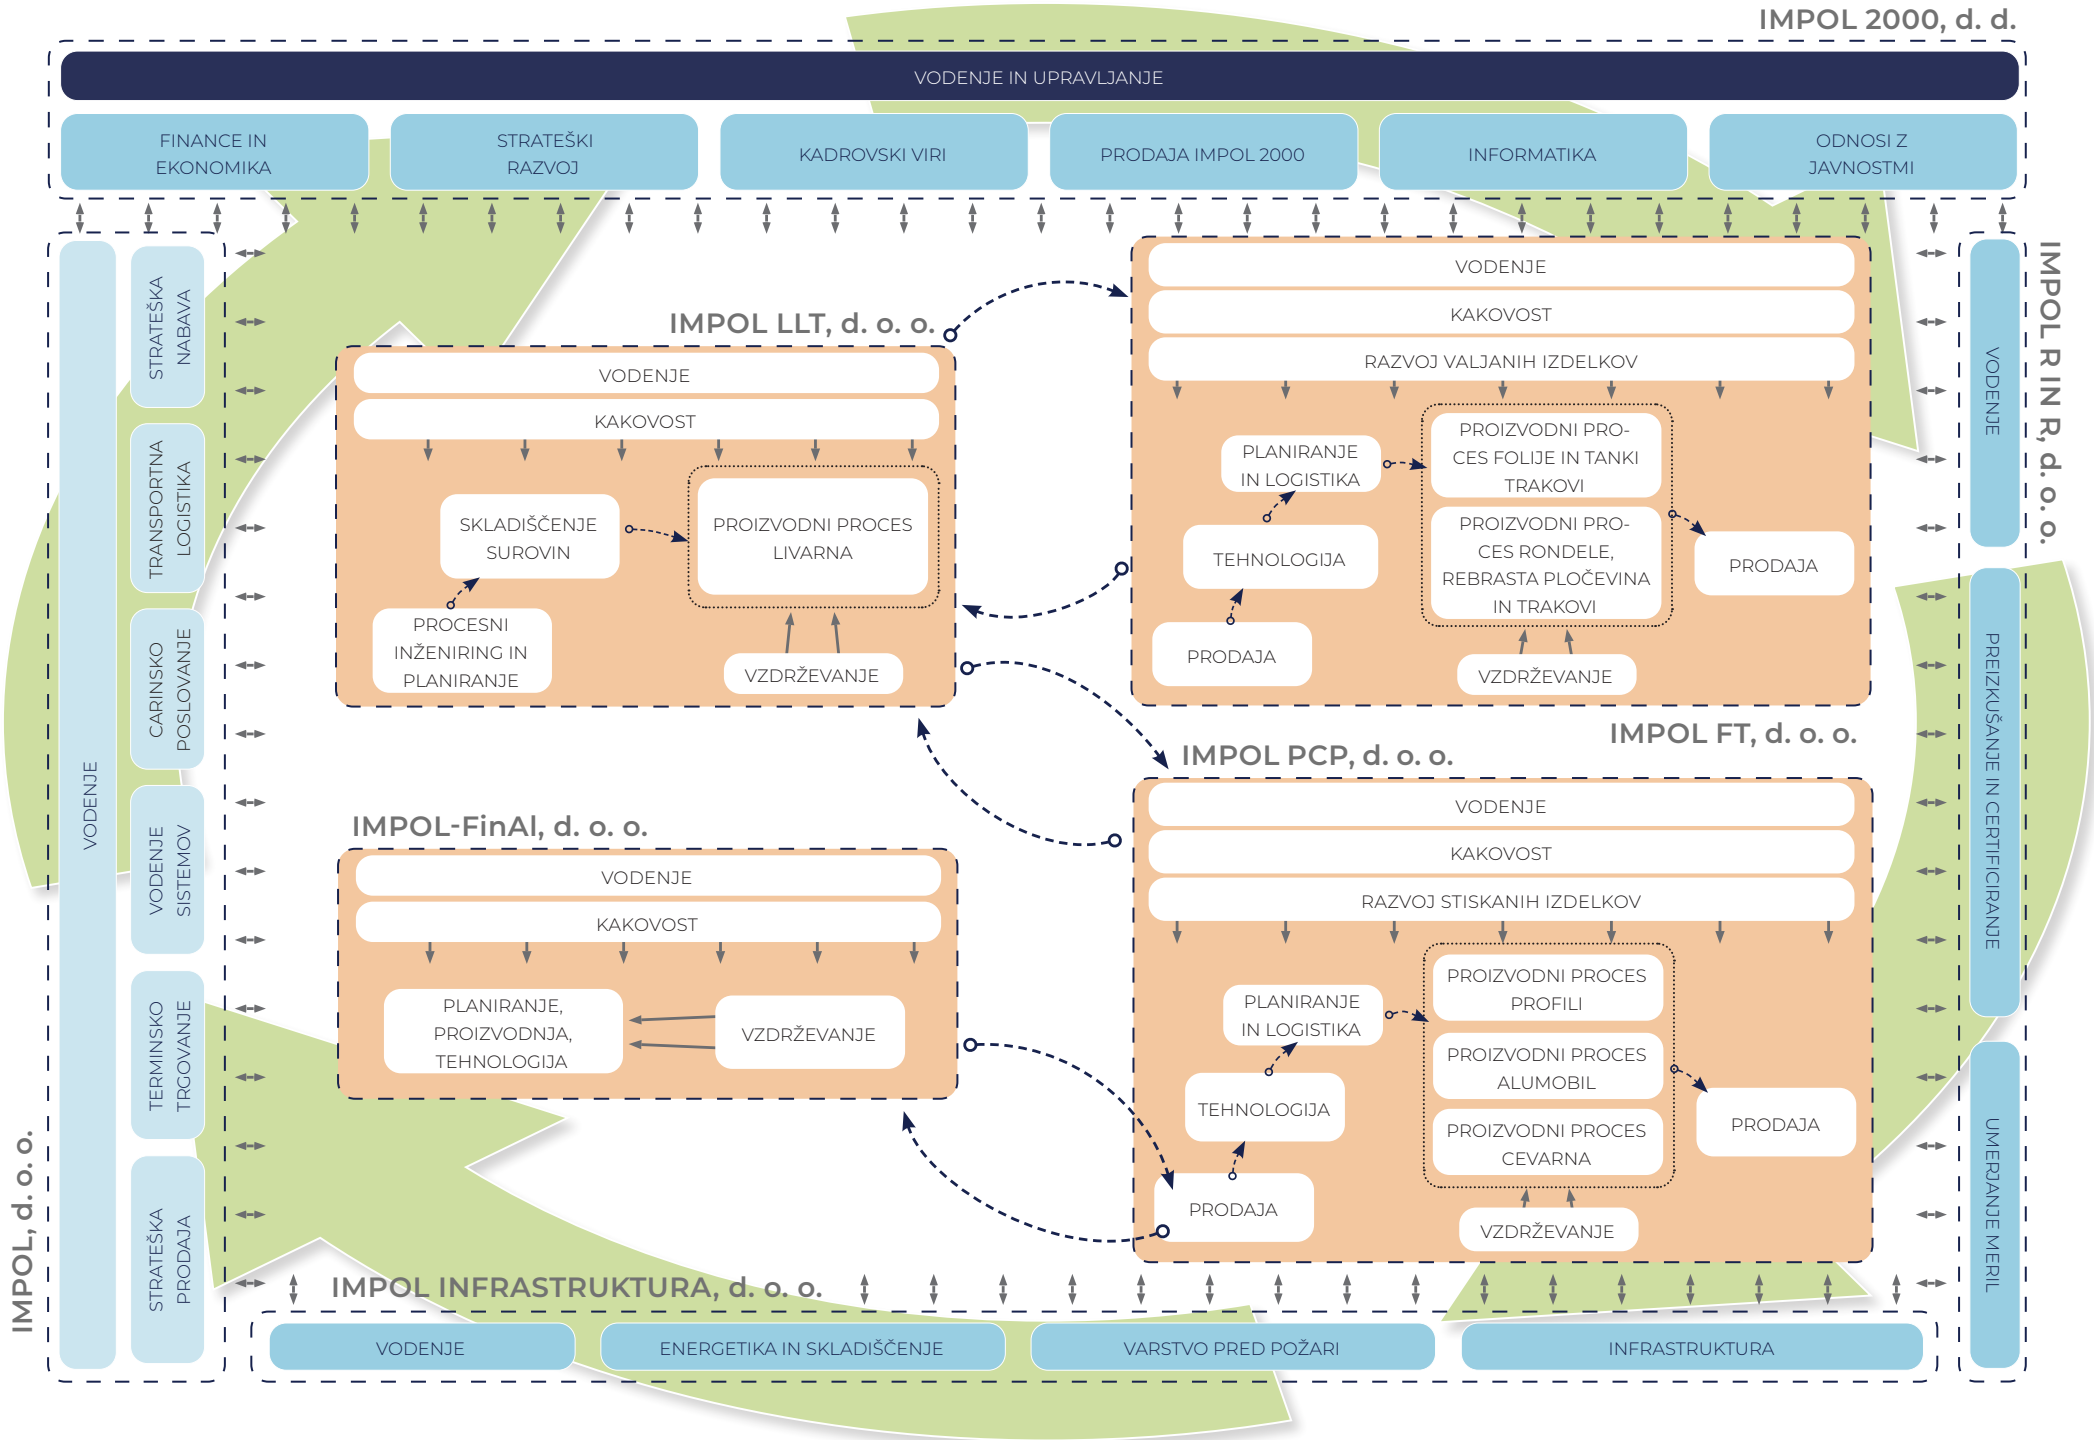 IMPOL 2000, d. d.
VODENJE IN UPRAVLJANJE
FINANCE IN
EKONOMIKA
STRATEŠKI
RAZVOJ
KADROVSKI VIRI
PRODAJA IMPOL 2000
INFORMATIKA
ODNOSI Z
JAVNOSTMI
IMPOL, d. o. o.
VODENJE
STRATEŠKA
NABAVA
TRANSPORTNA
LOGISTIKA
CARINSKO
POSLOVANJE
VODENJE
SISTEMOV
TERMINSKO
TRGOVANJE
STRATEŠKA
PRODAJA
IMPOL LLT, d. o. o.
VODENJE
KAKOVOST
SKLADIŠČENJE
SUROVIN
PROIZVODNI PROCES
LIVARNA
PROCESNI
INŽENIRING IN
PLANIRANJE
VZDRŽEVANJE
VODENJE
KAKOVOST
RAZVOJ VALJANIH IZDELKOV
PLANIRANJE
IN LOGISTIKA
PROIZVODNI PRO-
CES FOLIJE IN TANKI
TRAKOVI
PROIZVODNI PRO-
CES RONDELE,
REBRASTA PLOČEVINA
IN TRAKOVI
TEHNOLOGIJA
PRODAJA
PRODAJA
VZDRŽEVANJE
IMPOL FT, d. o. o.
IMPOL-FinAl, d. o. o.
VODENJE
KAKOVOST
PLANIRANJE,
PROIZVODNJA,
TEHNOLOGIJA
VZDRŽEVANJE
IMPOL PCP, d. o. o.
VODENJE
KAKOVOST
RAZVOJ STISKANIH IZDELKOV
PLANIRANJE
IN LOGISTIKA
PROIZVODNI PROCES
PROFILI
PROIZVODNI PROCES
ALUMOBIL
PROIZVODNI PROCES
CEVARNA
TEHNOLOGIJA
PRODAJA
PRODAJA
VZDRŽEVANJE
IMPOL R IN R, d. o. o.
VODENJE
PREIZKUŠANJE IN CERTIFICIRANJE
UMERJANJE MERIL
IMPOL INFRASTRUKTURA, d. o. o.
VODENJE
ENERGETIKA IN SKLADIŠČENJE
VARSTVO PRED POŽARI
INFRASTRUKTURA